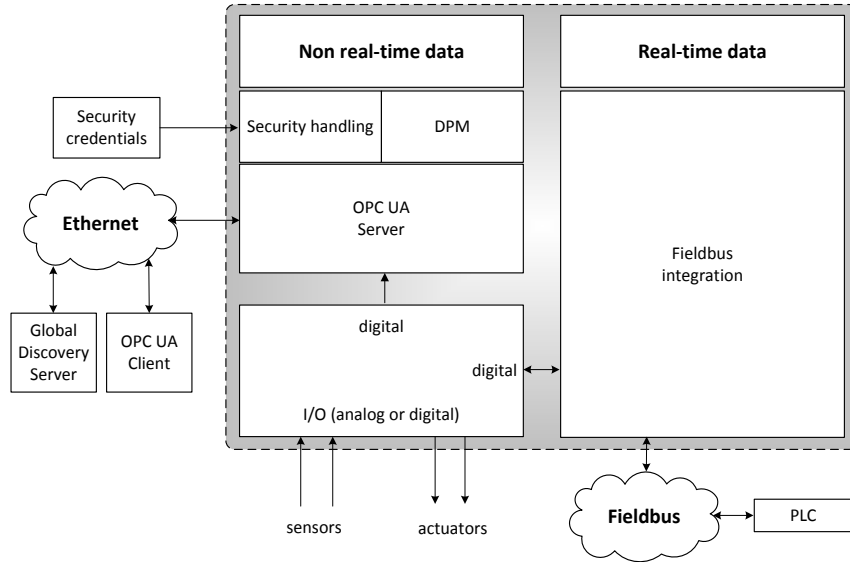 Non real-time data
Real-time data
Security
credentials
Security handling
DPM
Ethernet
OPC UA
Server
Fieldbus
integration
Global
Discovery
Server
OPC UA
Client
digital
digital
I/O (analog or digital)
sensors
actuators
Fieldbus
PLC